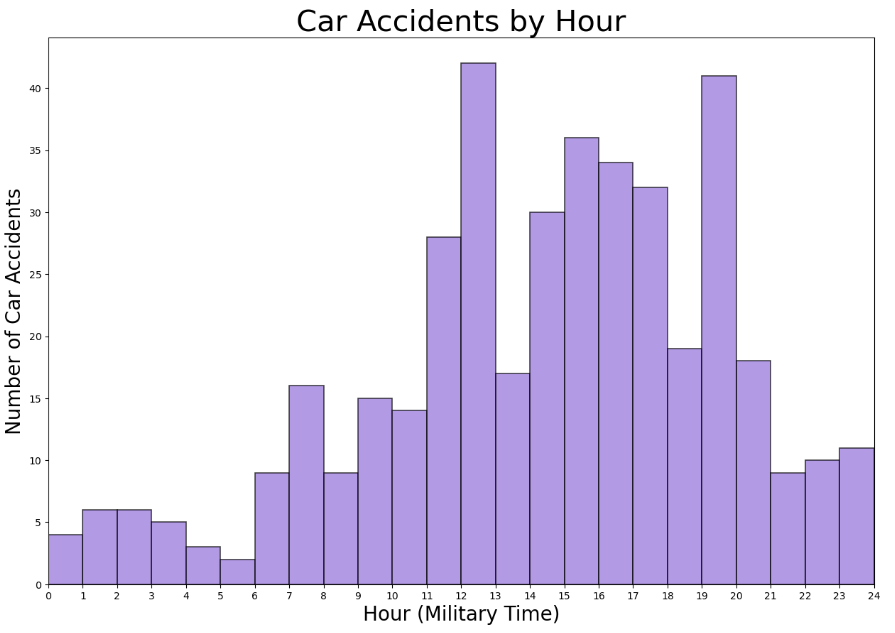 Car Accidents by Hour
Number of Car Accidents
40
35
30
25
20
15
10
5
0
0 1 2 3 4 5 6 7 8 9 10 11 12 13 14 15 16 17 18 19 20 21 22 23 24
Hour (Military Time)